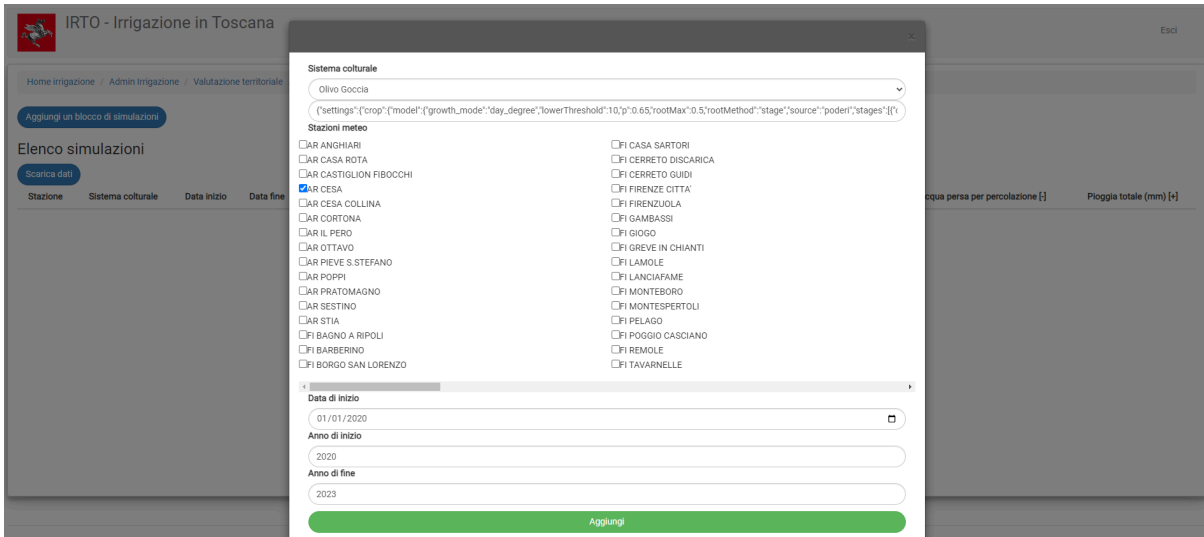 IRTO - Irrigazione in Toscana
Esci
×
Home irrigazione / Admin Irrigazione / Valutazione territoriale
Aggiungi un blocco di simulazioni
Elenco simulazioni
Scarica dati
Stazione Sistema colturale Data inizio Data fine
cqua persa per percolazione [-] Pioggia totale (mm) [+]
Sistema colturale
Olivo Goccia
{"settings":{"crop":{"model":{"growth_mode":"day_degree","lowerThreshold":10,"p":0.65,"rootMax":0.5,"rootMethod":"stage","source":"poderi","stages":[{"
Stazioni meteo
AR ANGHIARI
AR CASA ROTA
AR CASTIGLION FIBOCCHI
AR CESA
AR CESA COLLINA
AR CORTONA
AR IL PERO
AR OTTAVO
AR PIEVE S.STEFANO
AR POPPI
AR PRATOMAGNO
AR SESTINO
AR STIA
FI BAGNO A RIPOLI
FI BARBERINO
FI BORGO SAN LORENZO
FI CASA SARTORI
FI CERRETO DISCARICA
FI CERRETO GUIDI
FI FIRENZE CITTA'
FI FIRENZUOLA
FI GAMBASSI
FI GIOGO
FI GREVE IN CHIANTI
FI LAMOLE
FI LANCIAFAME
FI MONTEBORO
FI MONTESPERTOLI
FI PELAGO
FI POGGIO CASCIANO
FI REMOLE
FI TAVARNELLE
Data di inizio
01/01/2020
Anno di inizio
2020
Anno di fine
2023
Aggiungi